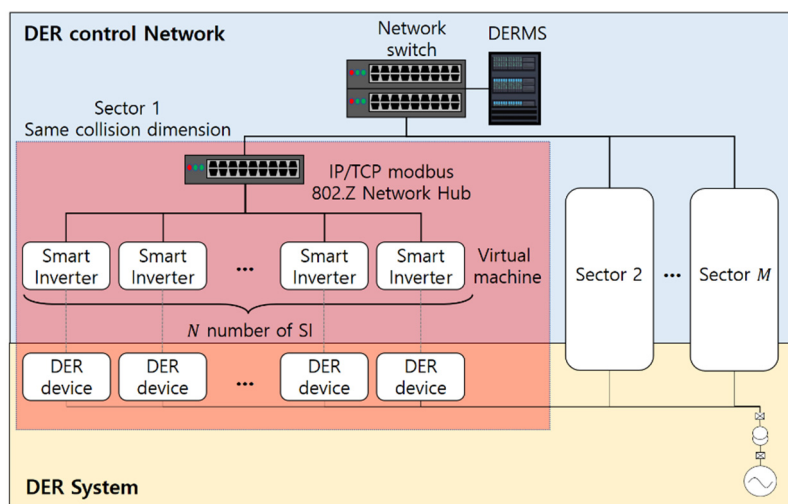 DER control Network
Network
switch
DERMS
Sector 1
Same collision dimension
IP/TCP modbus
802.Z Network Hub
Smart
Inverter
Smart
Inverter
...
Smart
Inverter
Smart
Inverter
Virtual
machine
Sector 2
...
Sector M
N number of SI
DER
device
DER
device
...
DER
device
DER
device
DER System